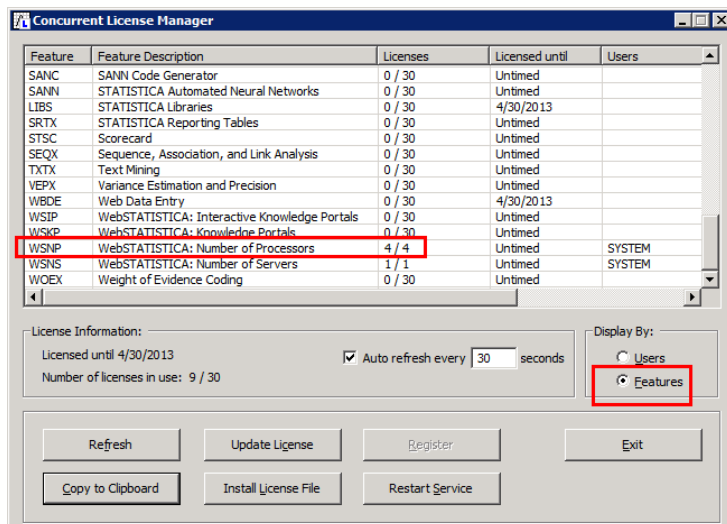 Concurrent License Manager
Feature Feature Description Licenses Licensed until Users
SANC SANN Code Generator 0 / 30 Untimed
SANN STATISTICA Automated Neural Networks 0 / 30 Untimed
LIBS STATISTICA Libraries 0 / 30 4/30/2013
SRTX STATISTICA Reporting Tables 0 / 30 Untimed
STSC Scorecard 0 / 30 Untimed
SEQX Sequence, Association, and Link Analysis 0 / 30 Untimed
TXTX Text Mining 0 / 30 Untimed
VEPX Variance Estimation and Precision 0 / 30 Untimed
WBDE Web Data Entry 0 / 30 4/30/2013
WSIP WebSTATISTICA: Interactive Knowledge Portals 0 / 30 Untimed
WSKP WebSTATISTICA: Knowledge Portals 0 / 30 Untimed
WSNP WebSTATISTICA: Number of Processors 4 / 4 Untimed SYSTEM
WSNS WebSTATISTICA: Number of Servers 1 / 1 Untimed SYSTEM
WOEX Weight of Evidence Coding 0 / 30 Untimed
License Information:
Display By:
Licensed until 4/30/2013
Auto refresh every 30 seconds
Users
Number of licenses in use: 9 / 30
Features
Refresh Update License Register Exit
Copy to Clipboard Install License File Restart Service